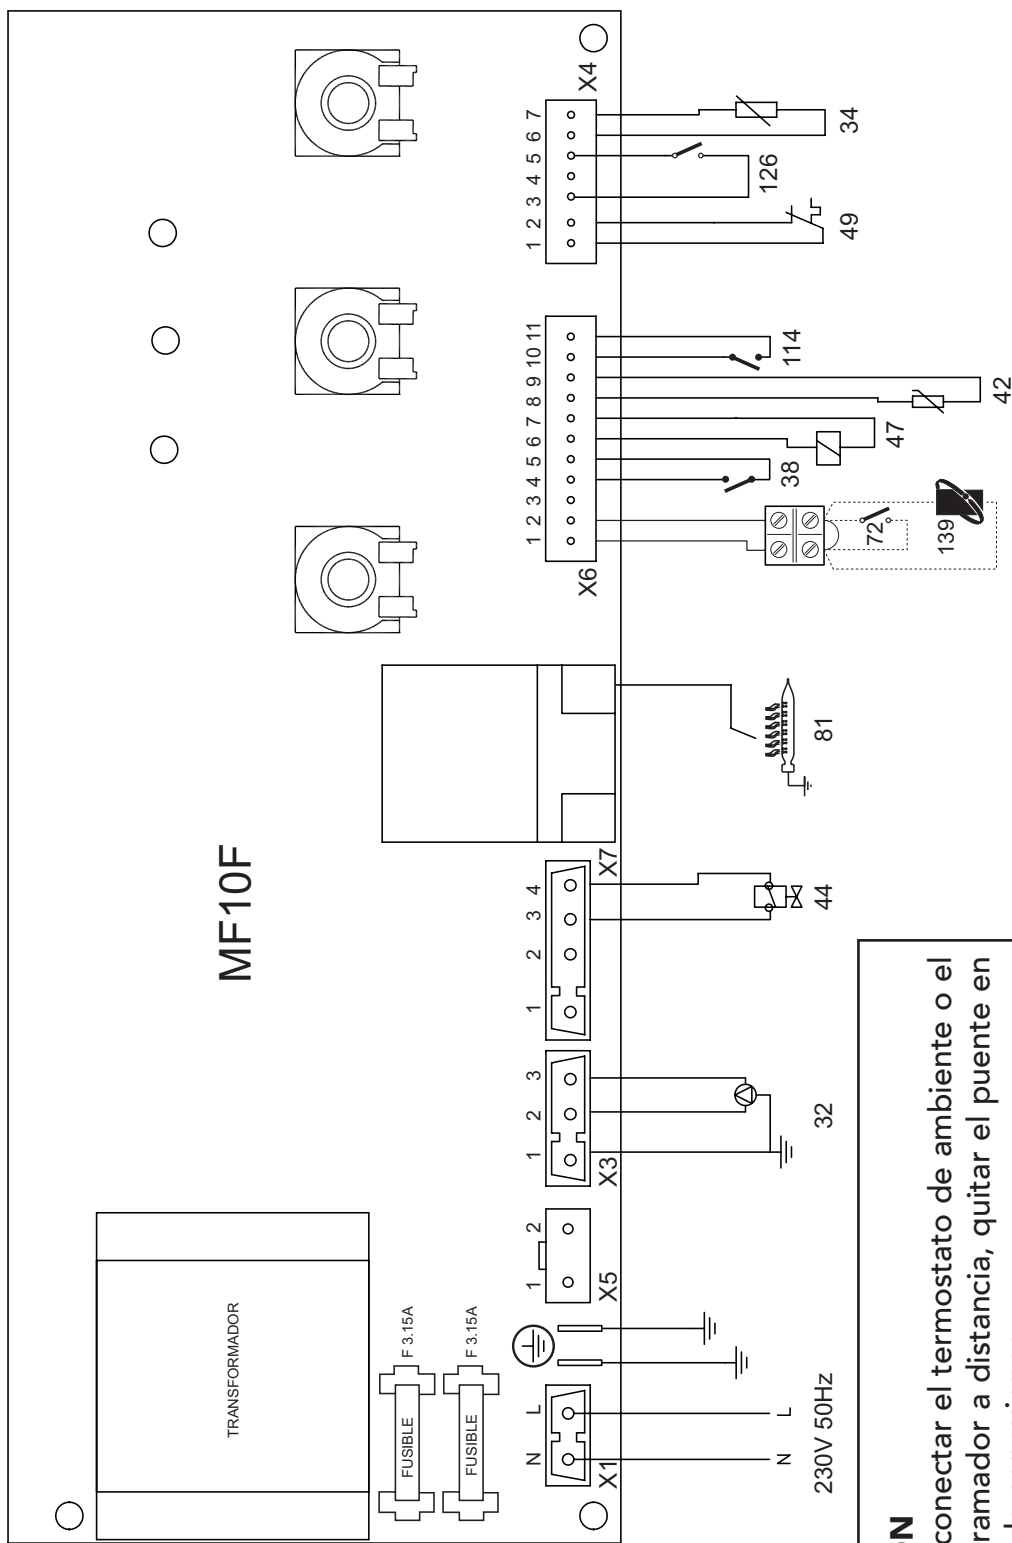 MF10F
TRANSFORMADOR
FUSIBLE
F 3.15A
FUSIBLE
F 3.15A
N L
X1
N L
230V 50Hz
1 2
X5
1 2 3
X3
32
1 2 3 4
X7
44
81
1 2 3 4 5 6 7 8 9 10 11
X6
72
139
38
47
42
114
1 2 3 4 5 6 7
X4
49
126
34
conectar el termostato de ambiente o el
ramador a distancia, quitar el puente en